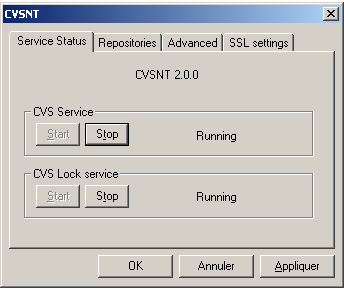 CVSNT
Service Status Repositories Advanced SSL settings
CVSNT 2.0.0
CVS Service
Start Stop Running
CVS Lock service
Start Stop Running
OK Annuler Appliquer